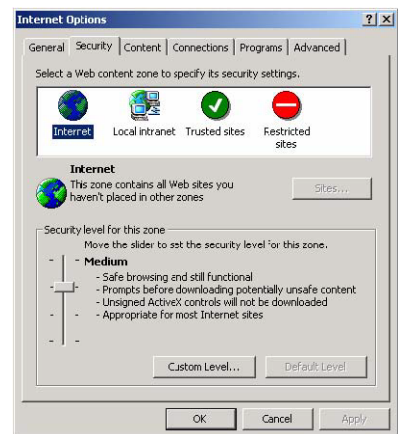 Internet Options
General Security Content Connections Programs Advanced
Select a Web content zone to specify its security settings.
Internet Local intranet Trusted sites Restricted
sites
Internet
This zone contains all Web sites you
haven't placed in other zones
Sites...
Security level for this zone
Move the slider to set the security level for this zone.
Medium
- Safe browsing and still functional
- Prompts before downloading potentially unsafe content
- Unsigned ActiveX controls will not be downloaded
- Appropriate for most Internet sites
Custom Level... Default Level
OK Cancel Apply